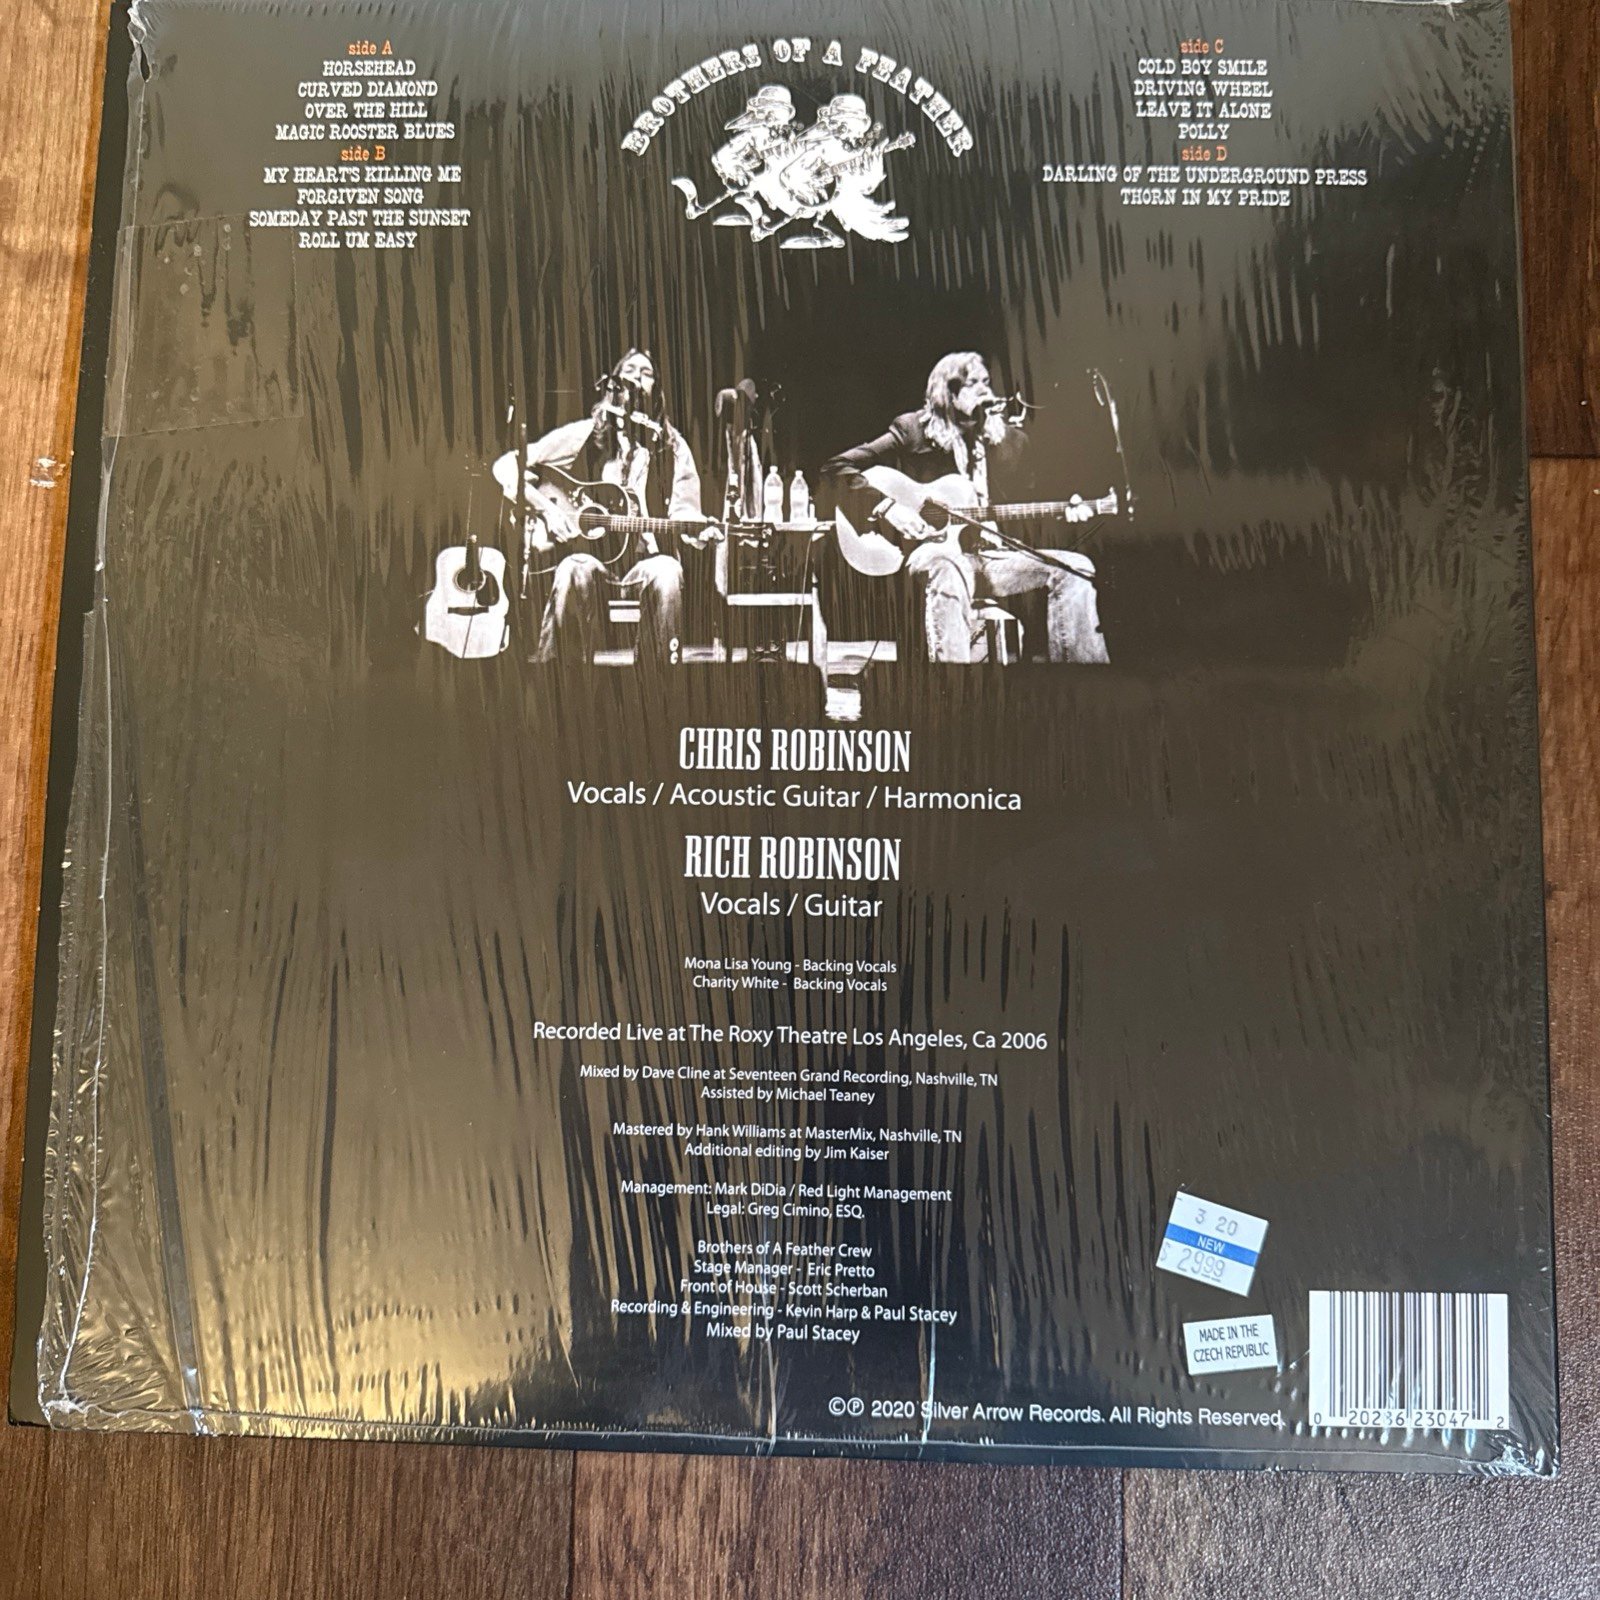 side A
HORSEHEAD
CURVED DIAMOND
OVER THE HILL
MAGIC ROOSTER BLUES
side B
MY HEART'S KILLING ME
FORGIVEN SONG
SOMEDAY PAST THE SUNSET
ROLL UM EASY
BROTHERS OF A FEATHER
side C
COLD BOY SMILE
DRIVING WHEEL
LEAVE IT ALONE
POLLY
side D
DARLING OF THE UNDERGROUND PRESS
THORN IN MY PRIDE
CHRIS ROBINSON
Vocals / Acoustic Guitar / Harmonica
RICH ROBINSON
Vocals / Guitar
Mona Lisa Young - Backing Vocals
Charity White - Backing Vocals
Recorded Live at The Roxy Theatre Los Angeles, Ca 2006
Mixed by Dave Cline at Seventeen Grand Recording, Nashville, TN
Assisted by Michael Teaney
Mastered by Hank Williams at MasterMix, Nashville, TN
Additional editing by Jim Kaiser
Management: Mark DiDia / Red Light Management
Legal: Greg Cimino, ESQ.
Brothers of A Feather Crew
Stage Manager - Eric Pretto
Front of House - Scott Scherban
Recording & Engineering - Kevin Harp & Paul Stacey
Mixed by Paul Stacey
3 20
NEW
$ 29.99
MADE IN THE
CZECH REPUBLIC
©℗ 2020 Silver Arrow Records. All Rights Reserved.
0 20286 23047 2